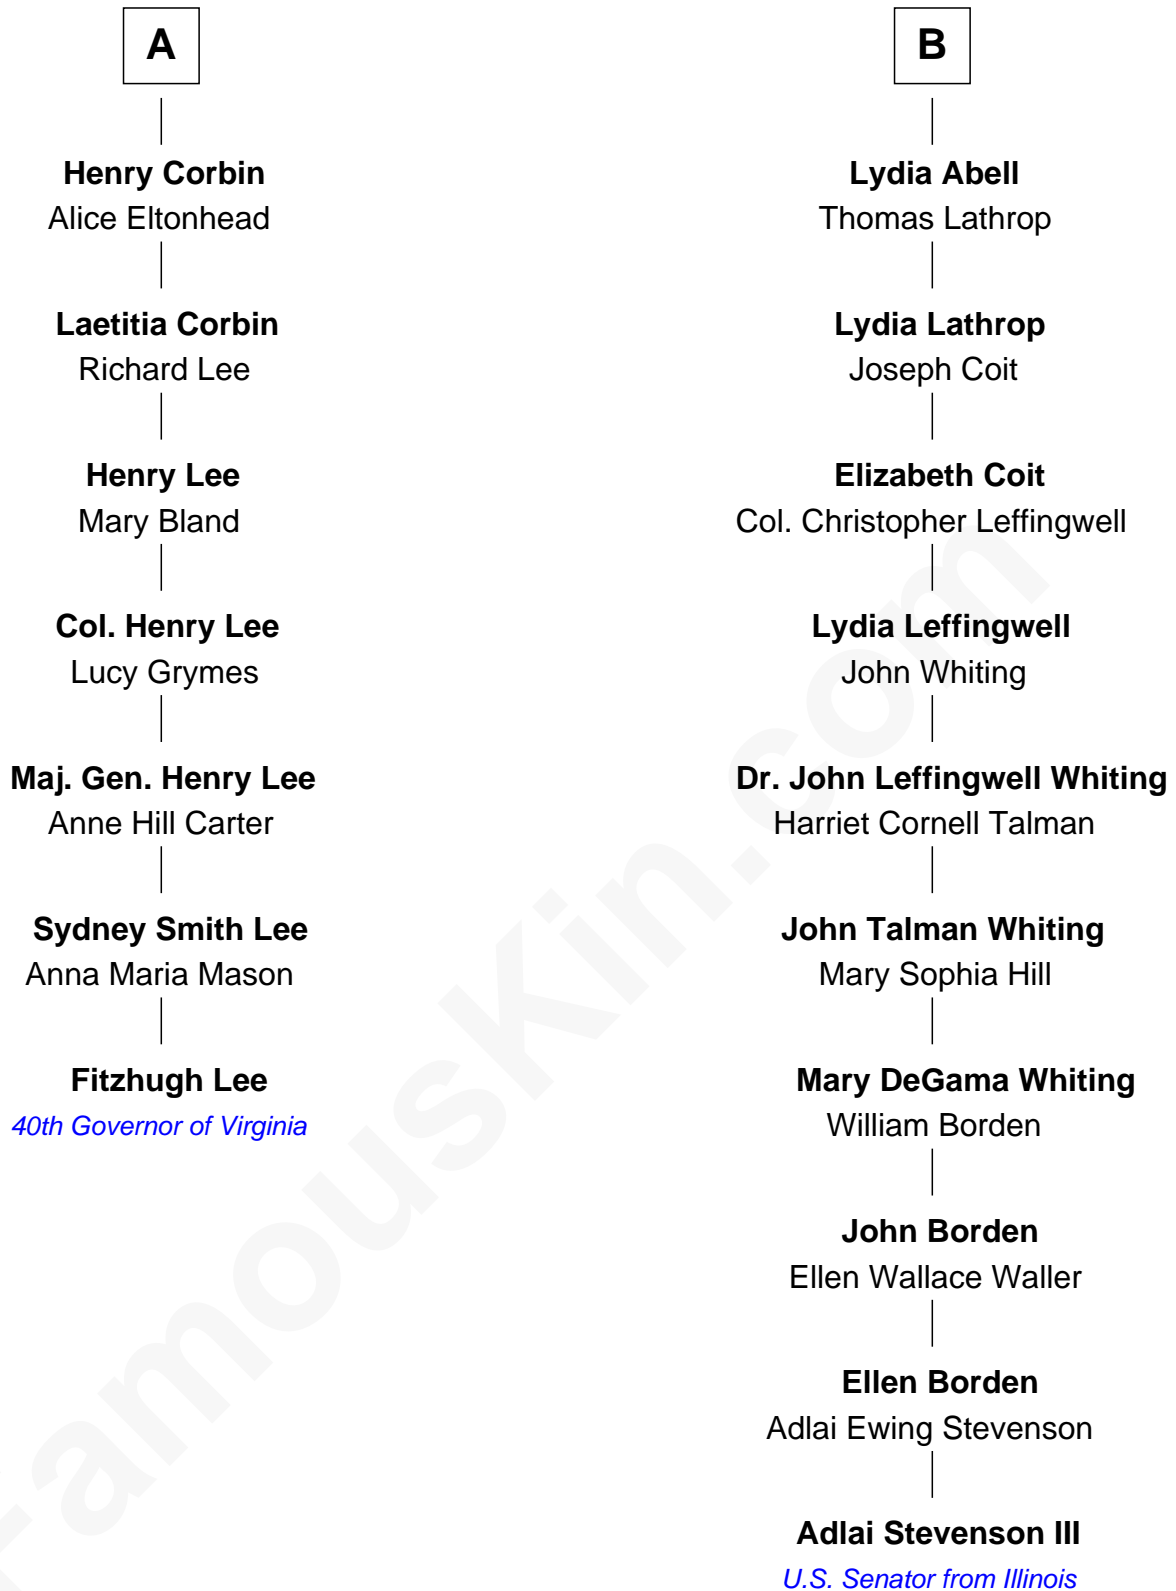 A
Henry Corbin
Alice Eltonhead
Laetitia Corbin
Richard Lee
Henry Lee
Mary Bland
Col. Henry Lee
Lucy Grymes
Maj. Gen. Henry Lee
Anne Hill Carter
Sydney Smith Lee
Anna Maria Mason
Fitzhugh Lee
40th Governor of Virginia
B
Lydia Abell
Thomas Lathrop
Lydia Lathrop
Joseph Coit
Elizabeth Coit
Col. Christopher Leffingwell
Lydia Leffingwell
John Whiting
Dr. John Leffingwell Whiting
Harriet Cornell Talman
John Talman Whiting
Mary Sophia Hill
Mary DeGama Whiting
William Borden
John Borden
Ellen Wallace Waller
Ellen Borden
Adlai Ewing Stevenson
Adlai Stevenson III
U.S. Senator from Illinois
FamousKin.com